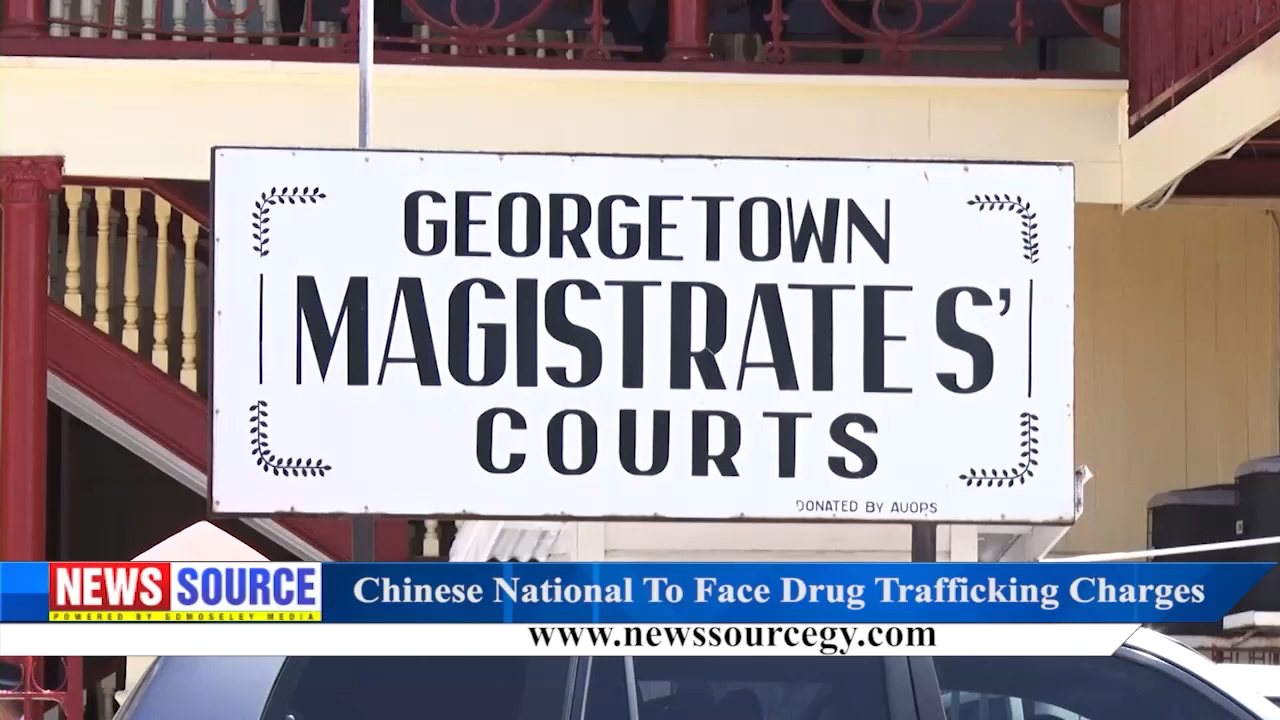 GEORGETOWN
MAGISTRATES'
COURTS
DONATED BY AUOPS
NEWS SOURCE
POWERED BY GDMOSELEY MEDIA
Chinese National To Face Drug Trafficking Charges
www.newssourcegy.com